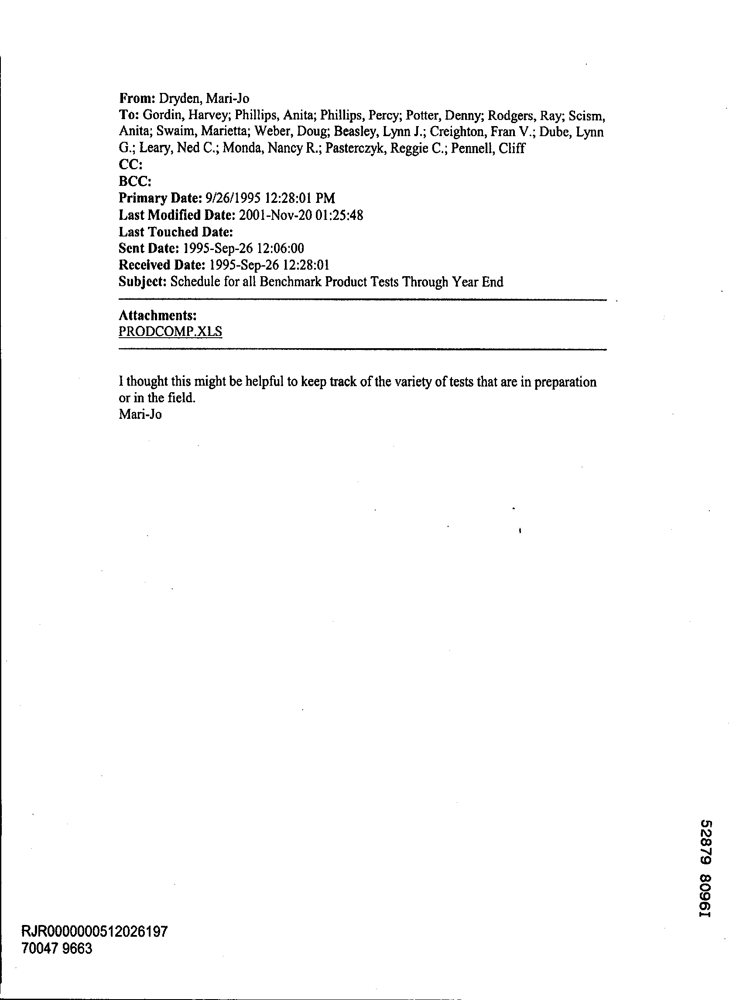 From: Dryden, Mari-Jo
To: Gordin, Harvey; Phillips, Anita; Phillips, Percy; Potter, Denny; Rodgers, Ray; Scism,
Anita; Swaim, Marietta; Weber, Doug; Beasley, Lynn J.; Creighton, Fran V.; Dube, Lynn
G.; Leary, Ned C.; Monda, Nancy R.; Pasterczyk, Reggie C.; Pennell, Cliff
CC:
BCC:
Primary Date: 9/26/1995 12:28:01 PM
Last Modified Date: 2001-Nov-20 01:25:48
Last Touched Date:
Sent Date: 1995-Sep-26 12:06:00
Received Date: 1995-Sep-26 12:28:01
Subject: Schedule for all Benchmark Product Tests Through Year End
Attachments:
PRODCOMP.XLS
I thought this might be helpful to keep track of the variety of tests that are in preparation
or in the field.
Mari-Jo
52879 8096I
RJR0000000512026197
70047 9663